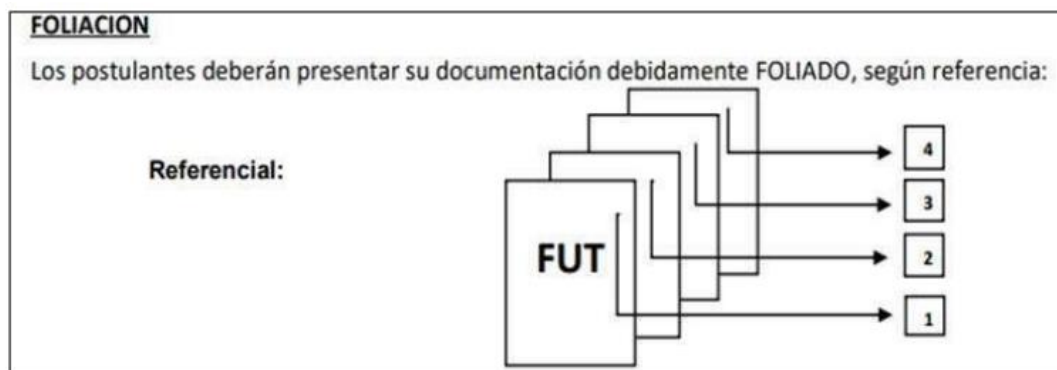 FOLIACION
Los postulantes deberán presentar su documentación debidamente FOLIADO, según referencia:
Referencial:
4
3
FUT
2
1